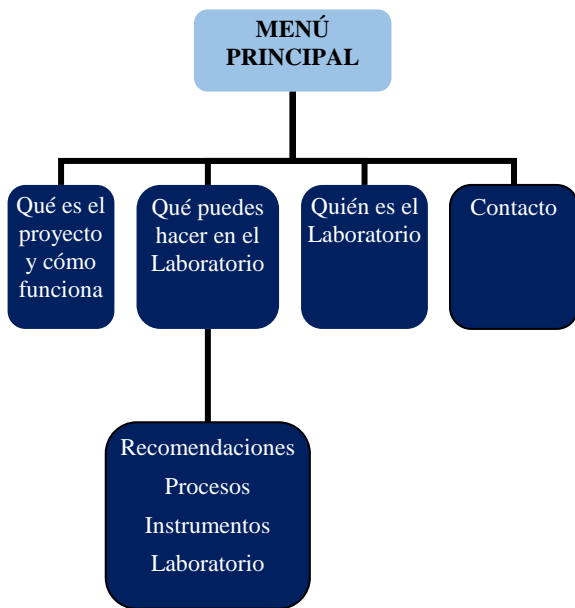 MENÚ
PRINCIPAL
Qué es el
proyecto
y cómo
funciona
Qué puedes
hacer en el
Laboratorio
Quién es el
Laboratorio
Contacto
Recomendaciones
Procesos
Instrumentos
Laboratorio